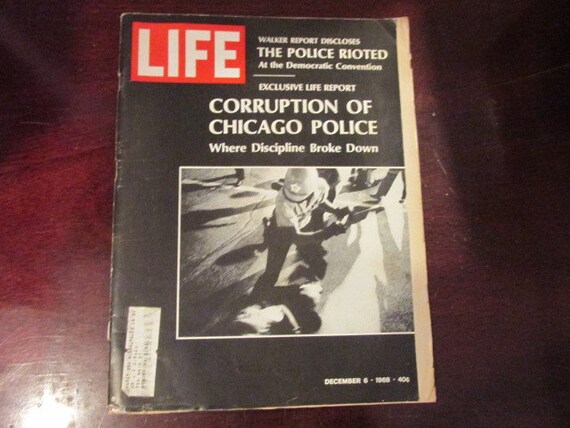 LIFE
WALKER REPORT DISCLOSES
THE POLICE RIOTED
At the Democratic Convention
EXCLUSIVE LIFE REPORT
CORRUPTION OF
CHICAGO POLICE
Where Discipline Broke Down
DECEMBER 6 · 1968 · 40¢